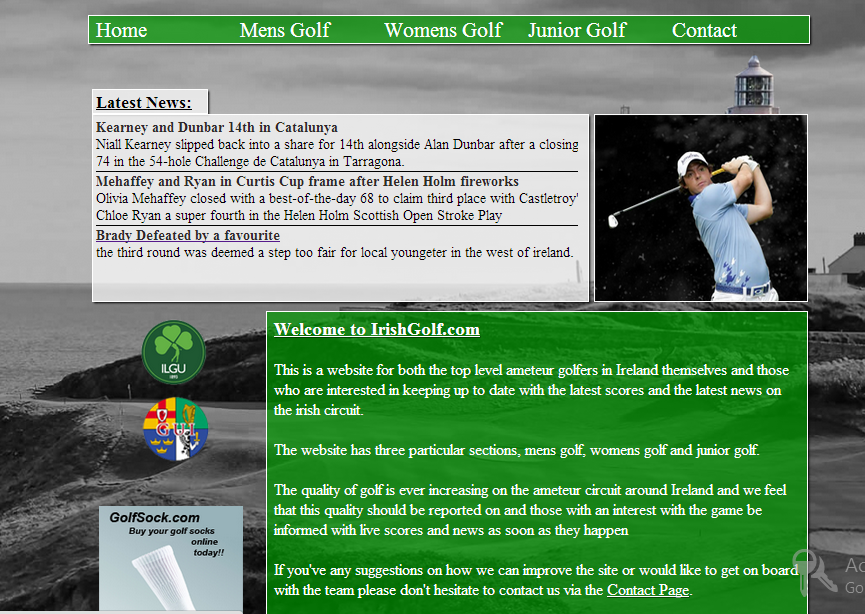 Home Mens Golf Womens Golf Junior Golf Contact
Latest News:
Kearney and Dunbar 14th in Catalunya
Niall Kearney slipped back into a share for 14th alongside Alan Dunbar after a closing
74 in the 54-hole Challenge de Catalunya in Tarragona.
Mehaffey and Ryan in Curtis Cup frame after Helen Holm fireworks
Olivia Mehaffey closed with a best-of-the-day 68 to claim third place with Castletroy'
Chloe Ryan a super fourth in the Helen Holm Scottish Open Stroke Play
Brady Defeated by a favourite
the third round was deemed a step too fair for local youngeter in the west of ireland.
ILGU
1893
GUI
GolfSock.com
Buy your golf socks
online
today!!
Welcome to IrishGolf.com
This is a website for both the top level ameteur golfers in Ireland themselves and those
who are interested in keeping up to date with the latest scores and the latest news on
the irish circuit.
The website has three particular sections, mens golf, womens golf and junior golf.
The quality of golf is ever increasing on the ameteur circuit around Ireland and we feel
that this quality should be reported on and those with an interest with the game be
informed with live scores and news as soon as they happen
If you've any suggestions on how we can improve the site or would like to get on board
with the team please don't hesitate to contact us via the Contact Page.
Ac
Go